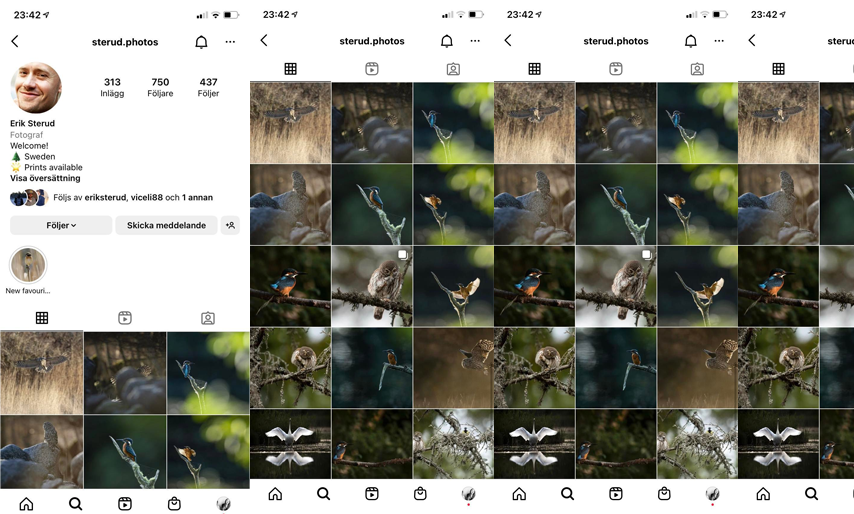 23:42
sterud.photos
313 750 437
Inlägg Följare Följer
Erik Sterud
Fotograf
Welcome!
🌲 Sweden
Prints available
Visa översättning
Följs av eriksterud, viceli88 och 1 annan
Följer Skicka meddelande
New favouri...
23:42
sterud.photos
23:42
sterud.photos
23:42
steru